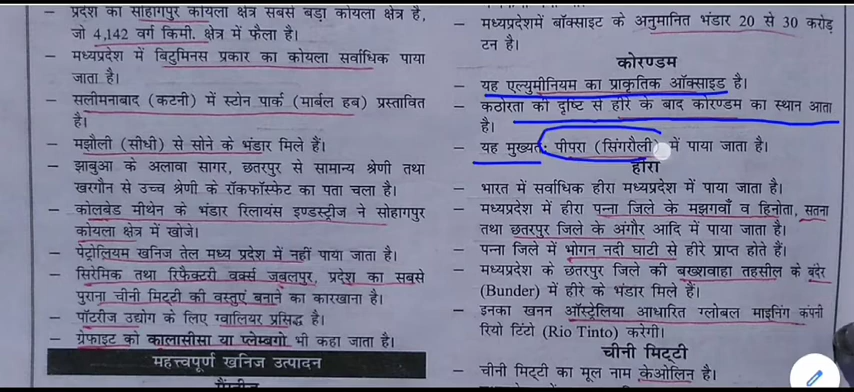 प्रदेश का सोहागपुर कोयला क्षेत्र सबसे बड़ा कोयला क्षेत्र है,
जो 4,142 वर्ग किमी. क्षेत्र में फैला है।
– मध्यप्रदेश में बिटुमिनस प्रकार का कोयला सर्वाधिक पाया
जाता है।
– सलीमनाबाद (कटनी) में स्टोन पार्क (मार्बल हब) प्रस्तावित
है।
– मझौली (सीधी) से सोने के भंडार मिले हैं।
– झाबुआ के अलावा सागर, छतरपुर से सामान्य श्रेणी तथा
खरगौन से उच्च श्रेणी के रॉकफॉस्फेट का पता चला है।
– कोलबेड मीथेन के भंडार रिलायंस इण्डस्ट्रीज ने सोहागपुर
कोयला क्षेत्र में खोजे।
– पेट्रोलियम खनिज तेल मध्य प्रदेश में नहीं पाया जाता है।
– सिरेमिक तथा रिफैक्टरी वर्क्स जबलपुर, प्रदेश का सबसे
पुराना चीनी मिट्टी की वस्तुएं बनाने का कारखाना है।
– पॉटरीज उद्योग के लिए ग्वालियर प्रसिद्ध है।
– ग्रेफाइट को कालासीसा या प्लेम्बगो भी कहा जाता है।
महत्त्वपूर्ण खनिज उत्पादन
– मध्यप्रदेशमें बॉक्साइट के अनुमानित भंडार 20 से 30 करोड़
टन है।
कोरण्डम
– यह एल्युमीनियम का प्राकृतिक ऑक्साइड है।
– कठोरता की दृष्टि से हीरे के बाद कोरण्डम का स्थान आता
है।
– यह मुख्यतः पीपरा (सिंगरौली) में पाया जाता है।
हीरा
– भारत में सर्वाधिक हीरा मध्यप्रदेश में पाया जाता है।
– मध्यप्रदेश में हीरा पन्ना जिले के मझगवाँ व हिनोता, सतना
तथा छतरपुर जिले के अंगौर आदि में पाया जाता है।
– पन्ना जिले में भोगन नदी घाटी से हीरे प्राप्त होते हैं।
– मध्यप्रदेश के छतरपुर जिले की बख्शवाहा तहसील के बंदेर
(Bunder) में हीरे के भंडार मिले हैं।
– इनका खनन ऑस्ट्रेलिया आधारित ग्लोबल माइनिंग कंपनी
रियो टिंटो (Rio Tinto) करेगी।
चीनी मिट्टी
– चीनी मिट्टी का मूल नाम केओलिन है।